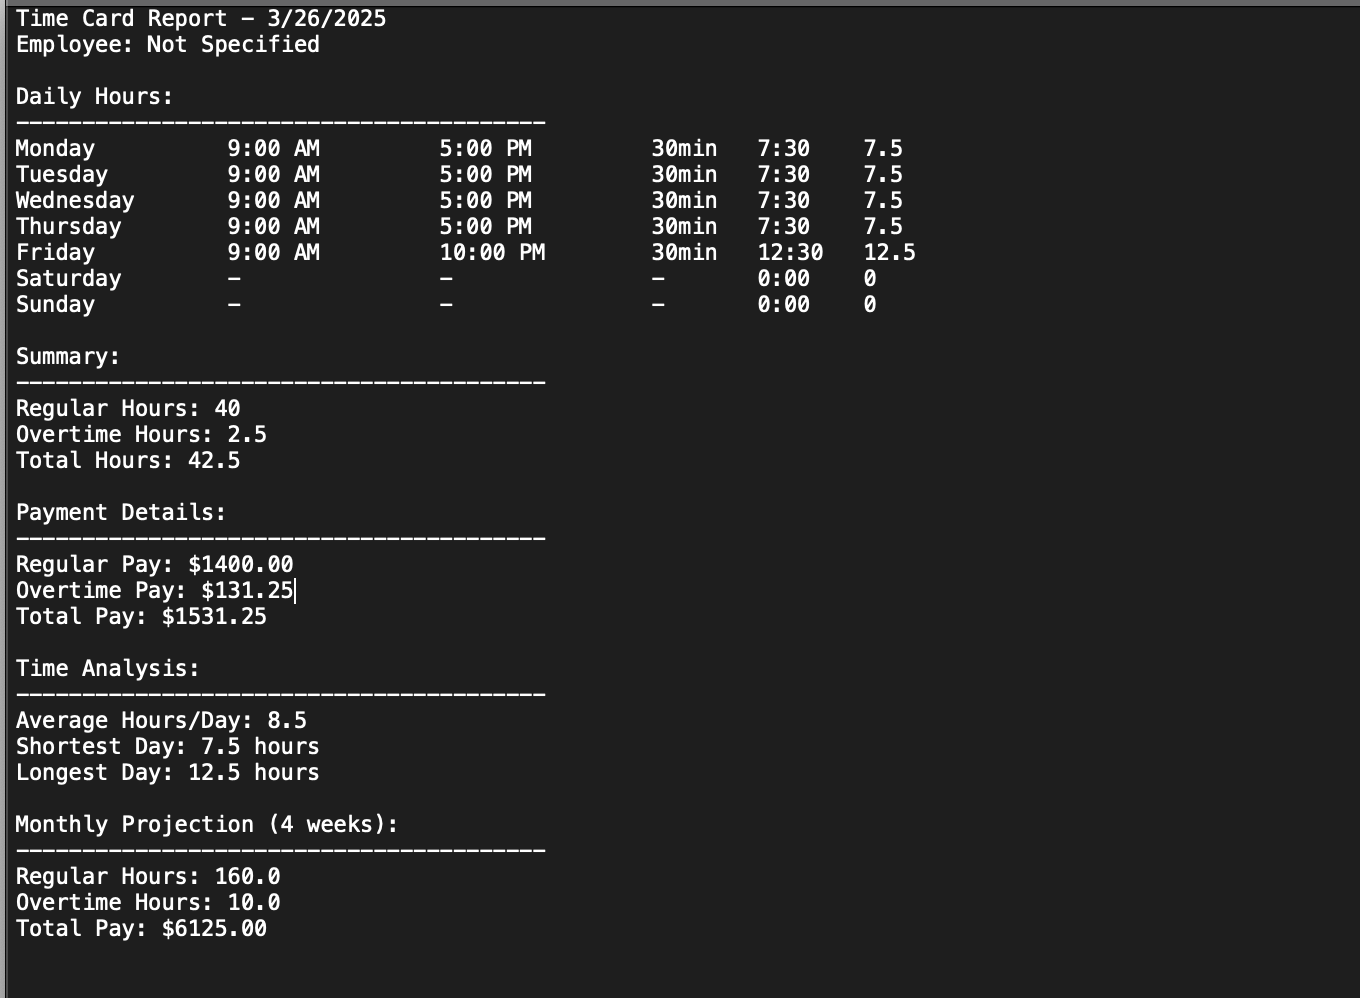 Time Card Report – 3/26/2025
Employee: Not Specified
Daily Hours:
----------------------------------------
Monday 9:00 AM 5:00 PM 30min 7:30 7.5
Tuesday 9:00 AM 5:00 PM 30min 7:30 7.5
Wednesday 9:00 AM 5:00 PM 30min 7:30 7.5
Thursday 9:00 AM 5:00 PM 30min 7:30 7.5
Friday 9:00 AM 10:00 PM 30min 12:30 12.5
Saturday – – – 0:00 0
Sunday – – – 0:00 0
Summary:
----------------------------------------
Regular Hours: 40
Overtime Hours: 2.5
Total Hours: 42.5
Payment Details:
----------------------------------------
Regular Pay: $1400.00
Overtime Pay: $131.25
Total Pay: $1531.25
Time Analysis:
----------------------------------------
Average Hours/Day: 8.5
Shortest Day: 7.5 hours
Longest Day: 12.5 hours
Monthly Projection (4 weeks):
----------------------------------------
Regular Hours: 160.0
Overtime Hours: 10.0
Total Pay: $6125.00